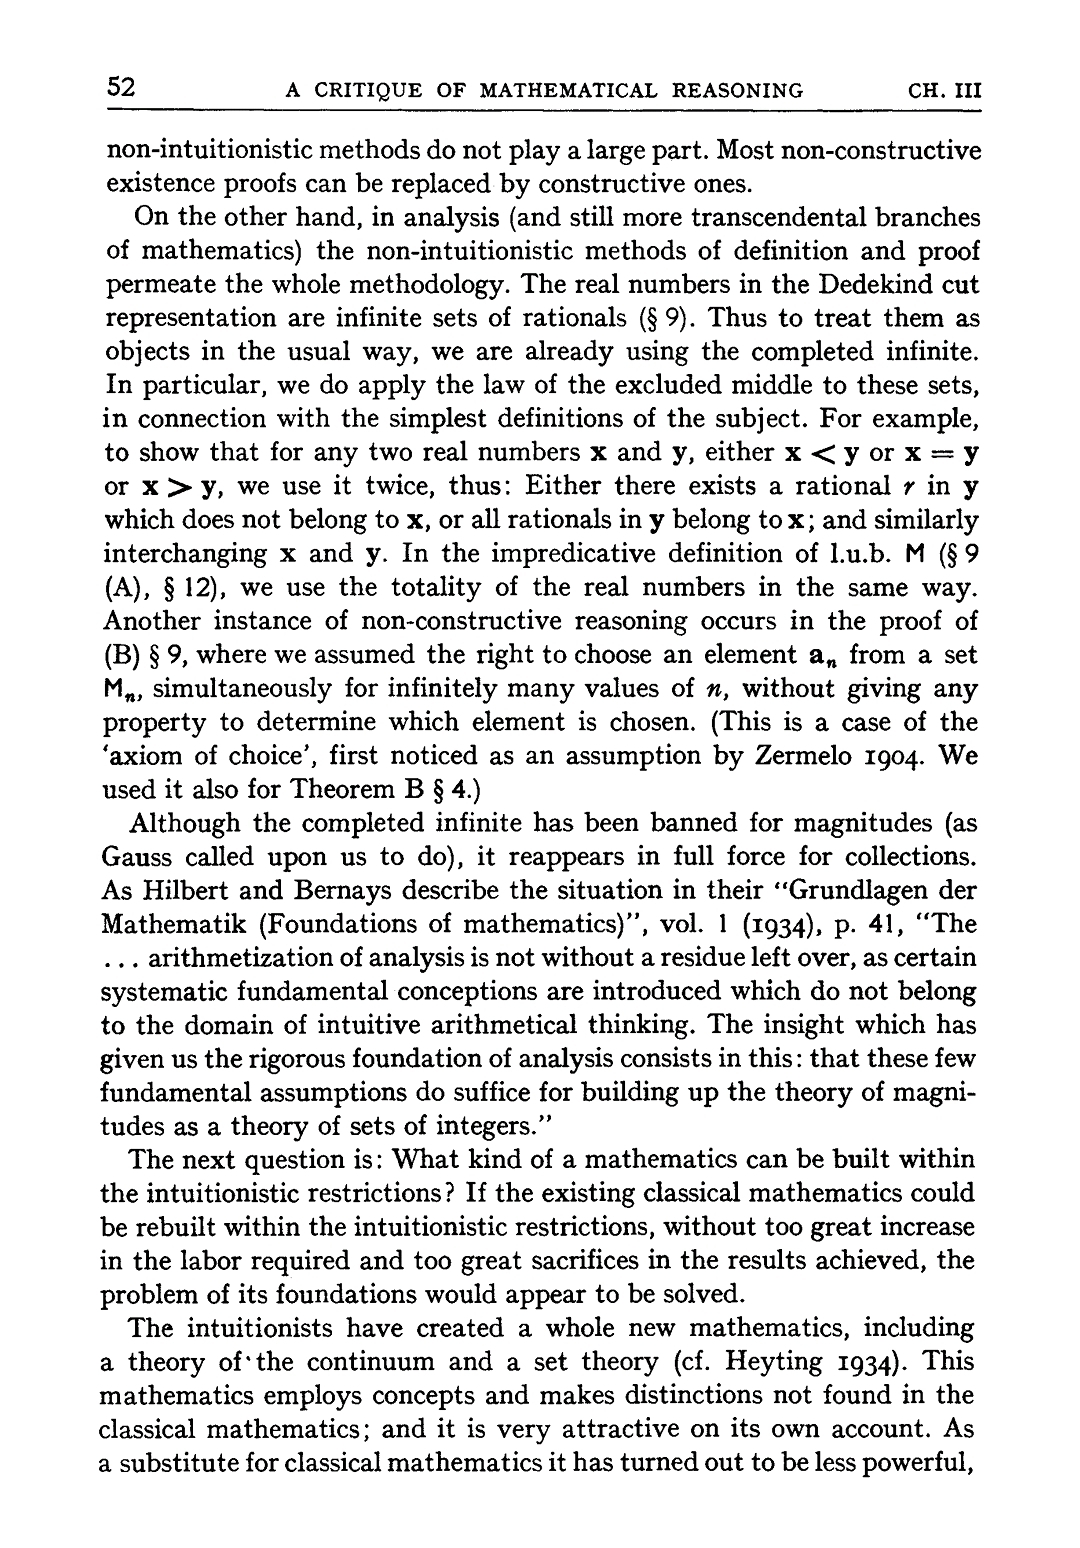 52 A CRITIQUE OF MATHEMATICAL REASONING CH. III
non-intuitionistic methods do not play a large part. Most non-constructive
existence proofs can be replaced by constructive ones.
On the other hand, in analysis (and still more transcendental branches
of mathematics) the non-intuitionistic methods of definition and proof
permeate the whole methodology. The real numbers in the Dedekind cut
representation are infinite sets of rationals (§ 9). Thus to treat them as
objects in the usual way, we are already using the completed infinite.
In particular, we do apply the law of the excluded middle to these sets,
in connection with the simplest definitions of the subject. For example,
to show that for any two real numbers x and y, either x < y or x = y
or x > y, we use it twice, thus: Either there exists a rational r in y
which does not belong to x, or all rationals in y belong to x; and similarly
interchanging x and y. In the impredicative definition of l.u.b. M (§ 9
(A), § 12), we use the totality of the real numbers in the same way.
Another instance of non-constructive reasoning occurs in the proof of
(B) § 9, where we assumed the right to choose an element aₙ from a set
Mₙ, simultaneously for infinitely many values of n, without giving any
property to determine which element is chosen. (This is a case of the
‘axiom of choice’, first noticed as an assumption by Zermelo 1904. We
used it also for Theorem B § 4.)
Although the completed infinite has been banned for magnitudes (as
Gauss called upon us to do), it reappears in full force for collections.
As Hilbert and Bernays describe the situation in their “Grundlagen der
Mathematik (Foundations of mathematics)”, vol. 1 (1934), p. 41, “The
... arithmetization of analysis is not without a residue left over, as certain
systematic fundamental conceptions are introduced which do not belong
to the domain of intuitive arithmetical thinking. The insight which has
given us the rigorous foundation of analysis consists in this: that these few
fundamental assumptions do suffice for building up the theory of magni-
tudes as a theory of sets of integers.”
The next question is: What kind of a mathematics can be built within
the intuitionistic restrictions? If the existing classical mathematics could
be rebuilt within the intuitionistic restrictions, without too great increase
in the labor required and too great sacrifices in the results achieved, the
problem of its foundations would appear to be solved.
The intuitionists have created a whole new mathematics, including
a theory of the continuum and a set theory (cf. Heyting 1934). This
mathematics employs concepts and makes distinctions not found in the
classical mathematics; and it is very attractive on its own account. As
a substitute for classical mathematics it has turned out to be less powerful,